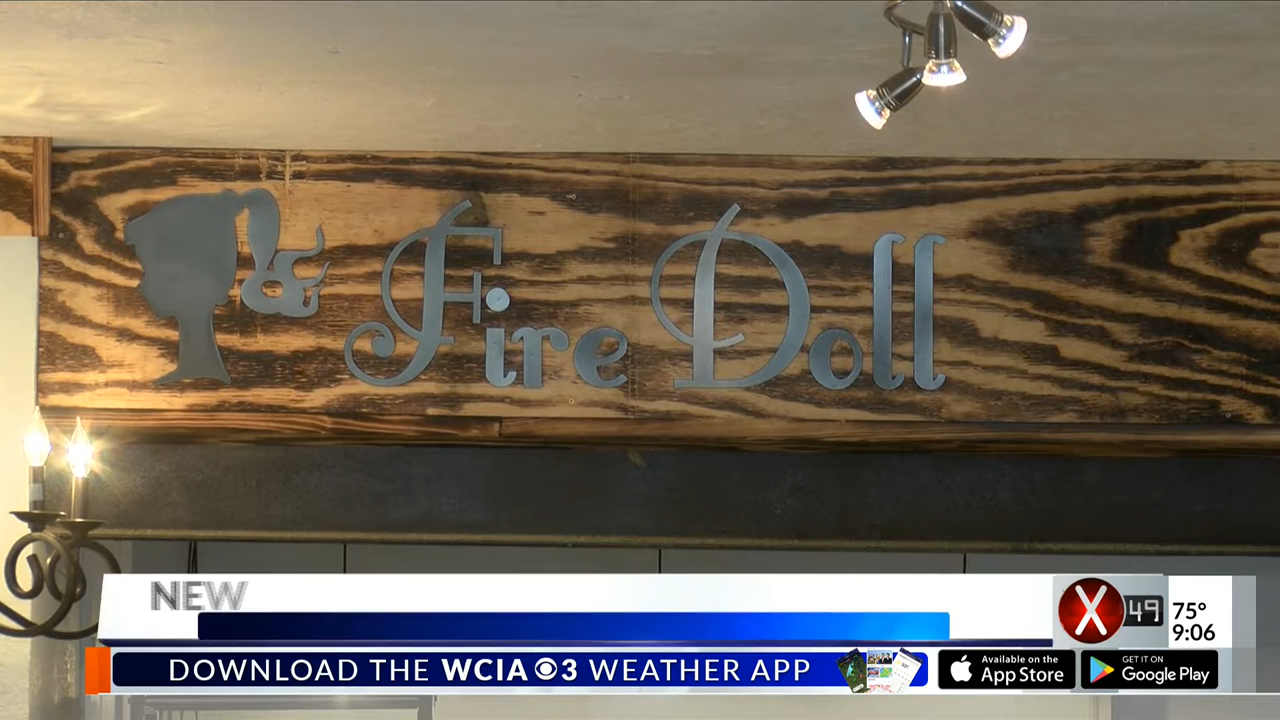 Fire Doll
NEW
X 49 75°
9:06
DOWNLOAD THE WCIA 3 WEATHER APP
Available on the
App Store
GET IT ON
Google Play